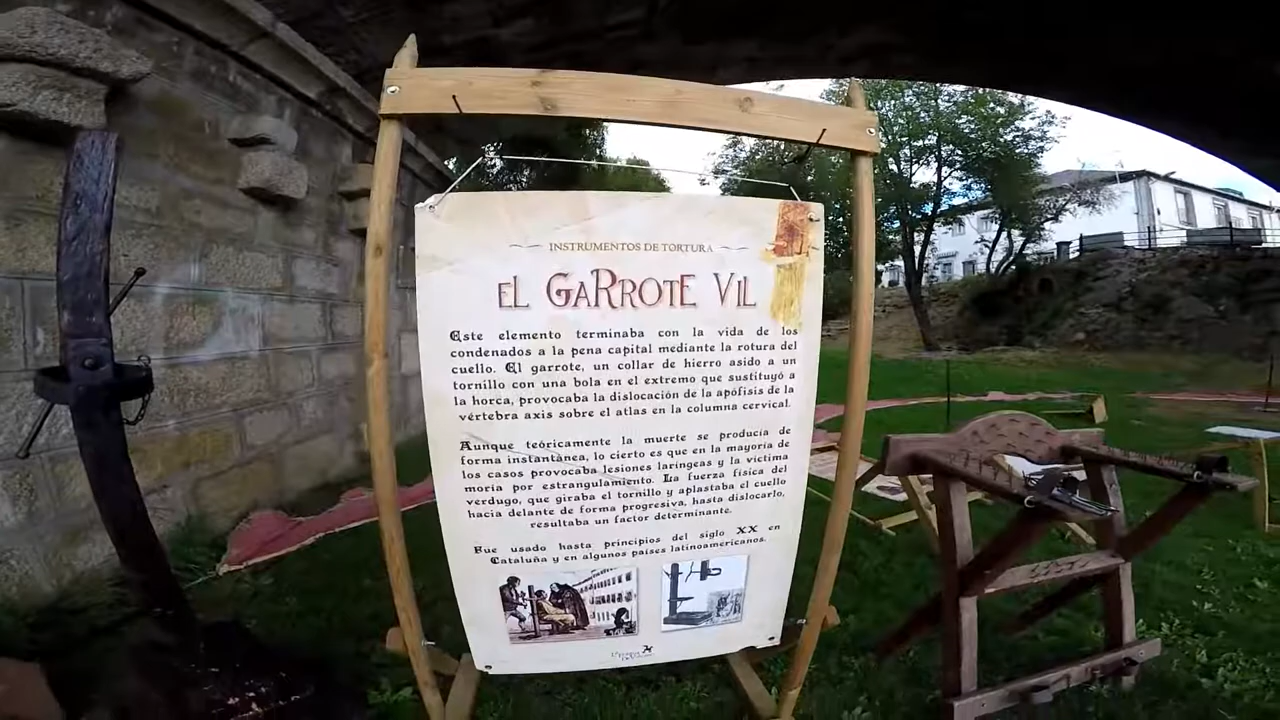 INSTRUMENTOS DE TORTURA
EL GARROTE VIL
Este elemento terminaba con la vida de los
condenados a la pena capital mediante la rotura del
cuello. El garrote, un collar de hierro asido a un
tornillo con una bola en el extremo que sustituyó a
la horca, provocaba la dislocación de la apófisis de la
vértebra axis sobre el atlas en la columna cervical.
Aunque teóricamente la muerte se producía de
forma instantánea, lo cierto es que en la mayoría de
los casos provocaba lesiones laríngeas y la víctima
moría por estrangulamiento. La fuerza física del
verdugo, que giraba el tornillo y aplastaba el cuello
hacia delante de forma progresiva, hasta dislocarlo,
resultaba un factor determinante.
Fue usado hasta principios del siglo XX en
Cataluña y en algunos países latinoamericanos.